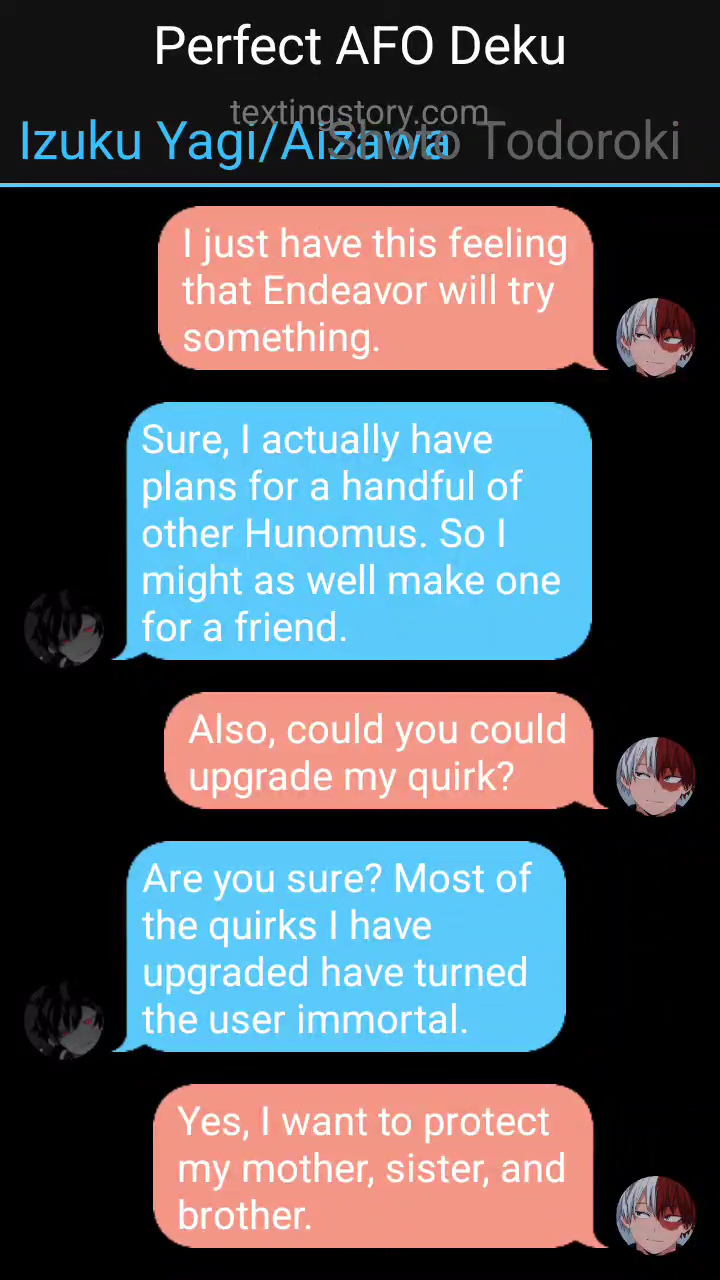 Perfect AFO Deku
textingstory.com
Izuku Yagi/Aizawa
Shoto Todoroki
I just have this feeling
that Endeavor will try
something.
Sure, I actually have
plans for a handful of
other Hunomus. So I
might as well make one
for a friend.
Also, could you could
upgrade my quirk?
Are you sure? Most of
the quirks I have
upgraded have turned
the user immortal.
Yes, I want to protect
my mother, sister, and
brother.